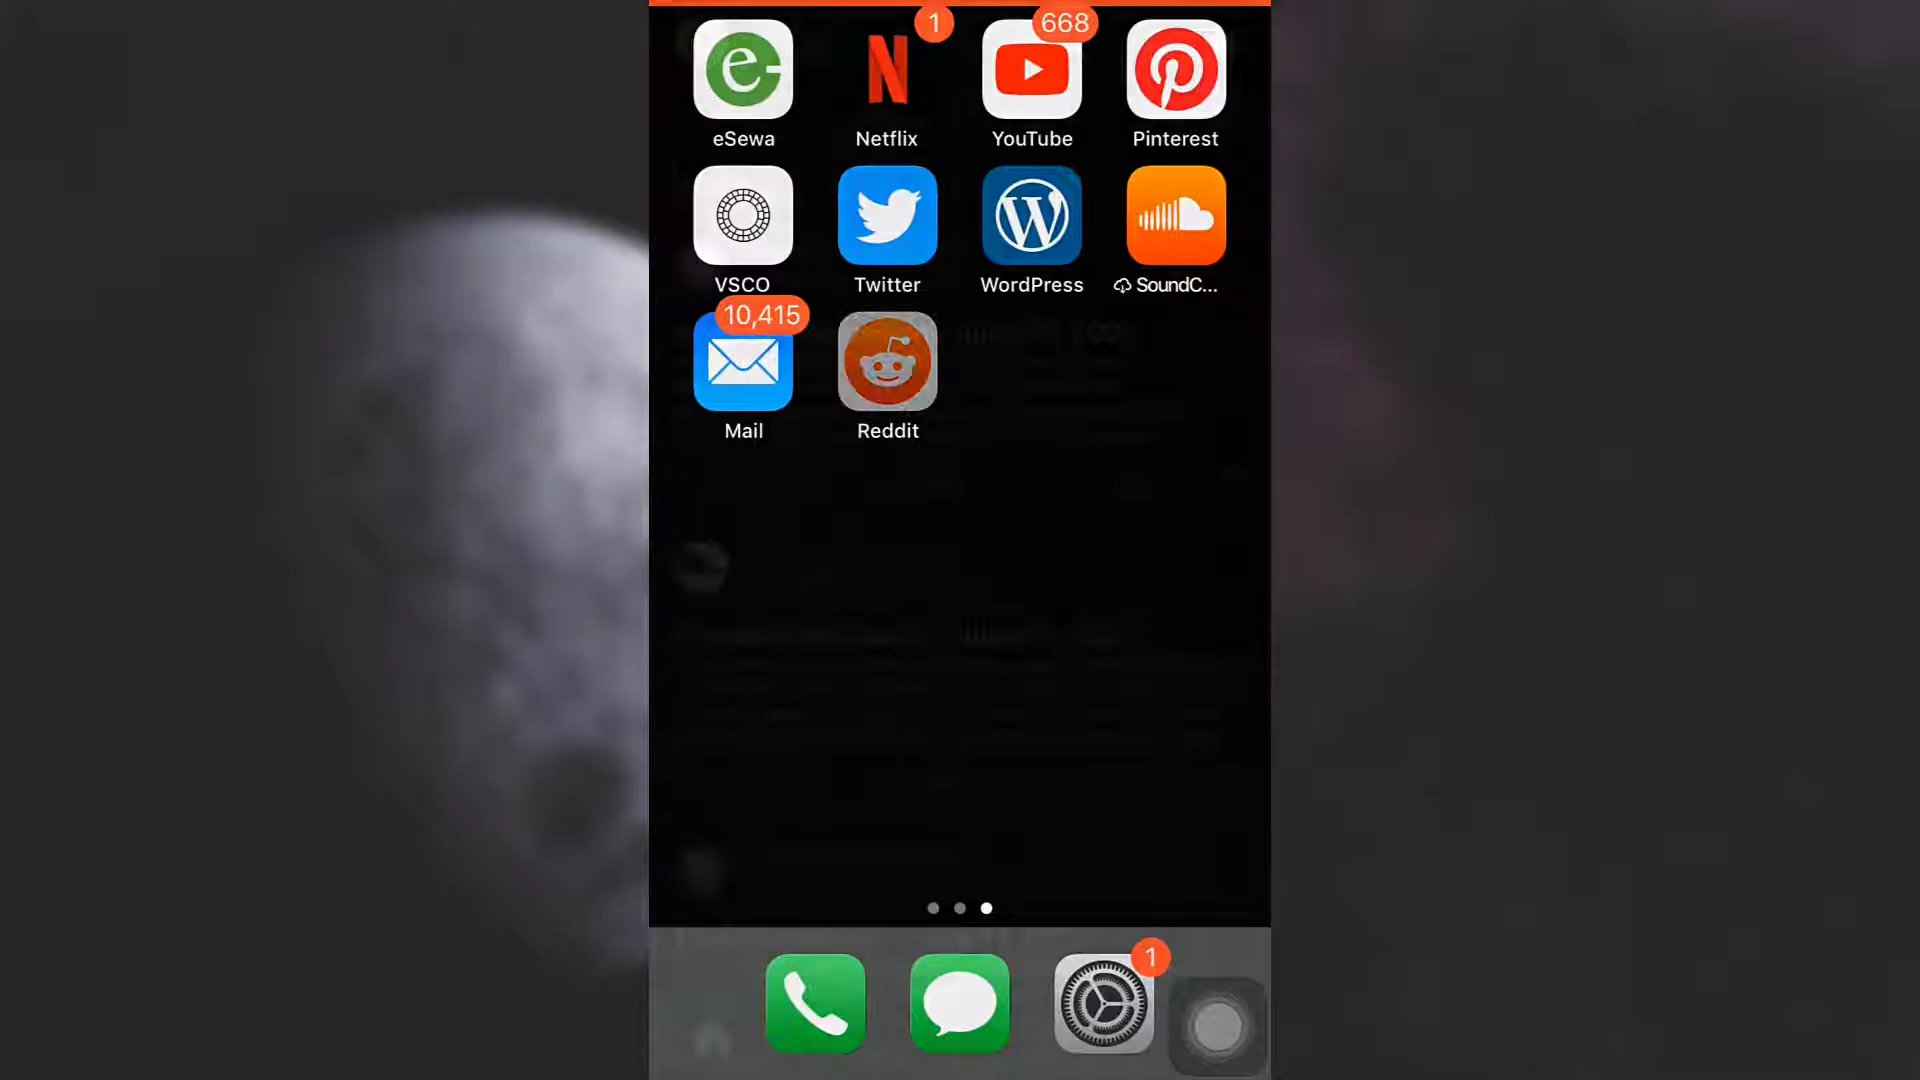 1
668
eSewa
Netflix
YouTube
Pinterest
VSCO
Twitter
WordPress
SoundC...
10,415
Mail
Reddit
1